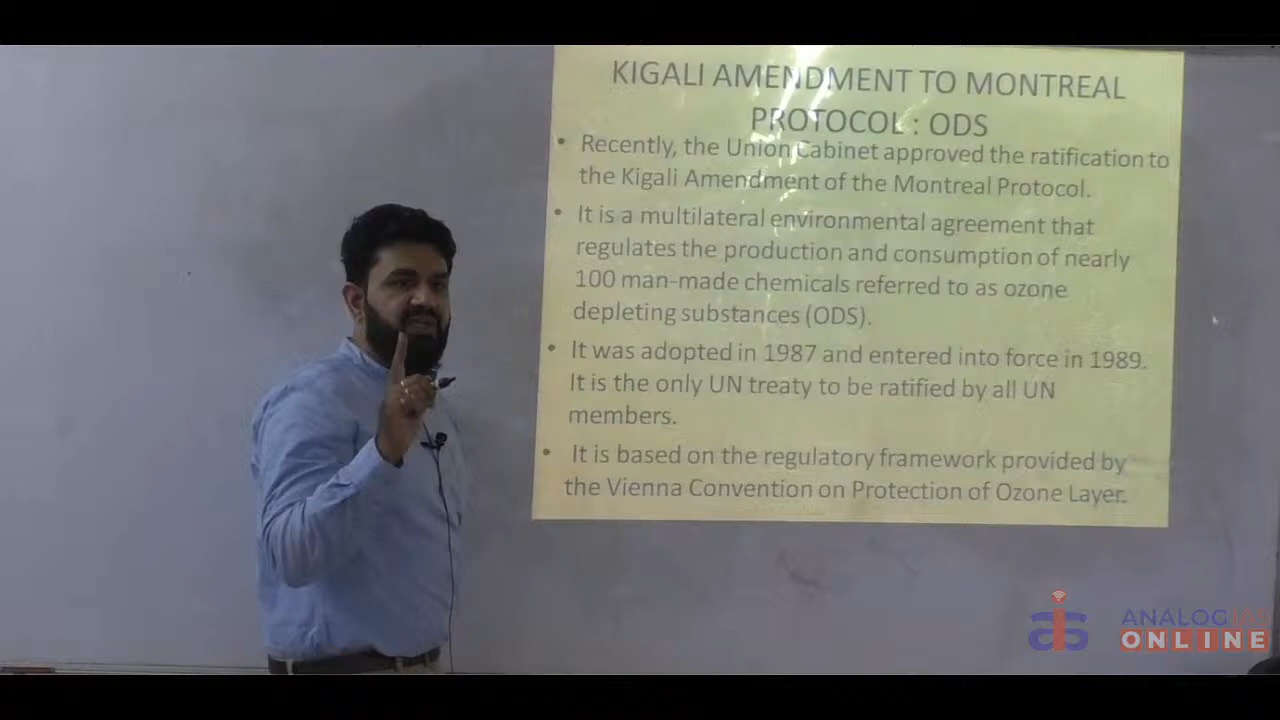 KIGALI AMENDMENT TO MONTREAL
PROTOCOL : ODS
• Recently, the Union Cabinet approved the ratification to
the Kigali Amendment of the Montreal Protocol.
• It is a multilateral environmental agreement that
regulates the production and consumption of nearly
100 man-made chemicals referred to as ozone
depleting substances (ODS).
• It was adopted in 1987 and entered into force in 1989.
It is the only UN treaty to be ratified by all UN
members.
• It is based on the regulatory framework provided by
the Vienna Convention on Protection of Ozone Layer.
ANALOG IAS
ONLINE